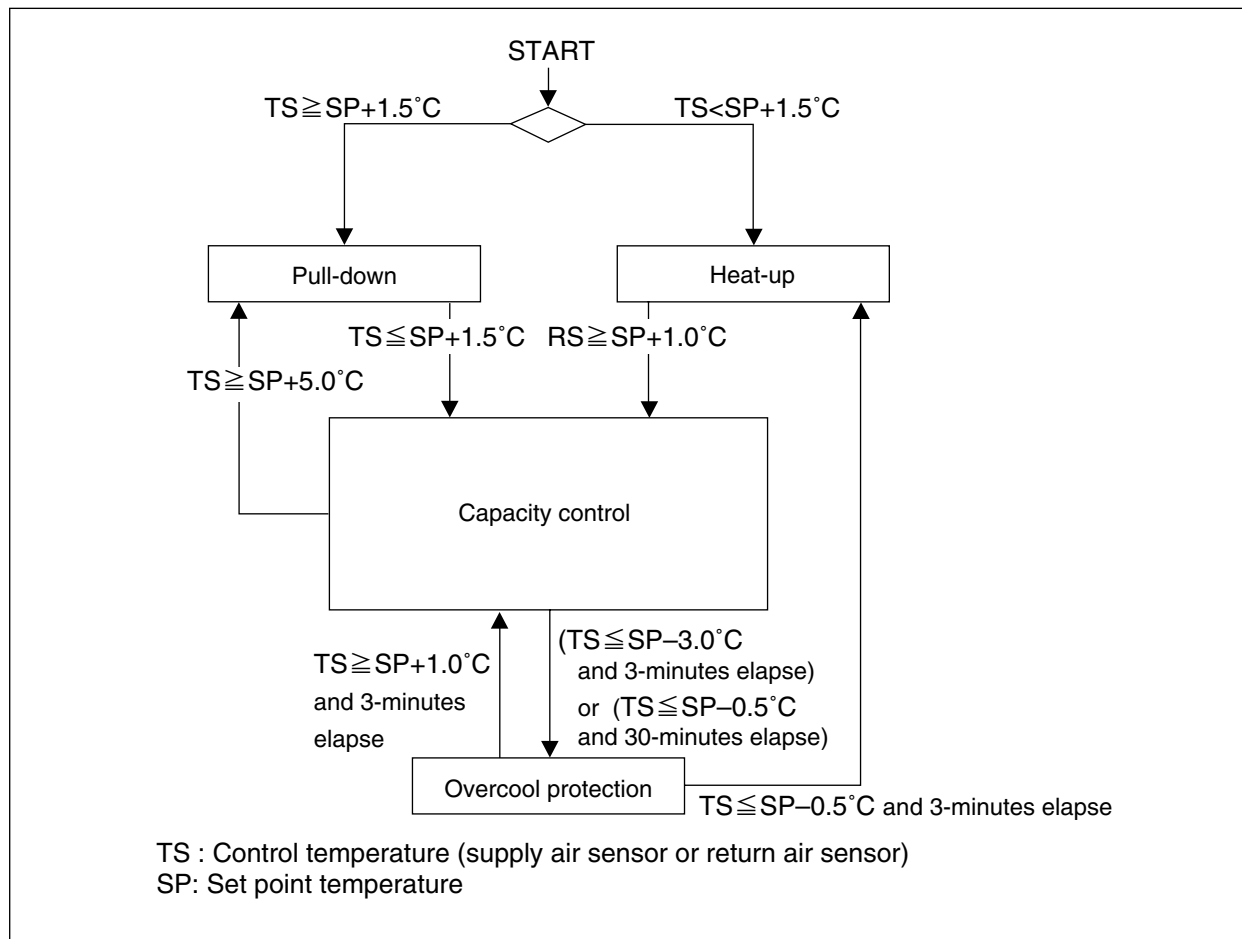 START
TS≧SP+1.5˚C
TS<SP+1.5˚C
Pull-down
Heat-up
TS≦SP+1.5˚C
RS≧SP+1.0˚C
TS≧SP+5.0˚C
Capacity control
TS≧SP+1.0˚C
and 3-minutes
elapse
(TS≦SP–3.0˚C
and 3-minutes elapse)
or (TS≦SP–0.5˚C
and 30-minutes elapse)
Overcool protection
TS≦SP–0.5˚C and 3-minutes elapse
TS : Control temperature (supply air sensor or return air sensor)
SP: Set point temperature